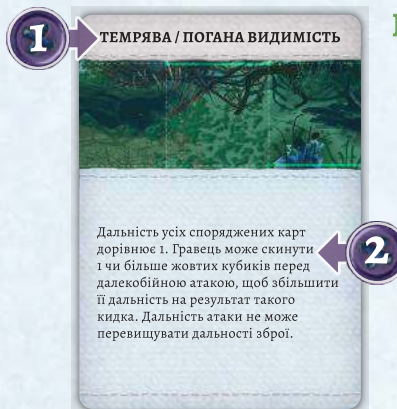 1
ТЕМРЯВА / ПОГАНА ВИДИМІСТЬ
Дальність усіх споряджених карт
дорівнює 1. Гравець може скинути
1 чи більше жовтих кубиків перед
далекобійною атакою, щоб збільшити
її дальність на результат такого
кидка. Дальність атаки не може
перевищувати дальності зброї.
2